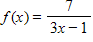 f(x) = 7/(3x − 1)